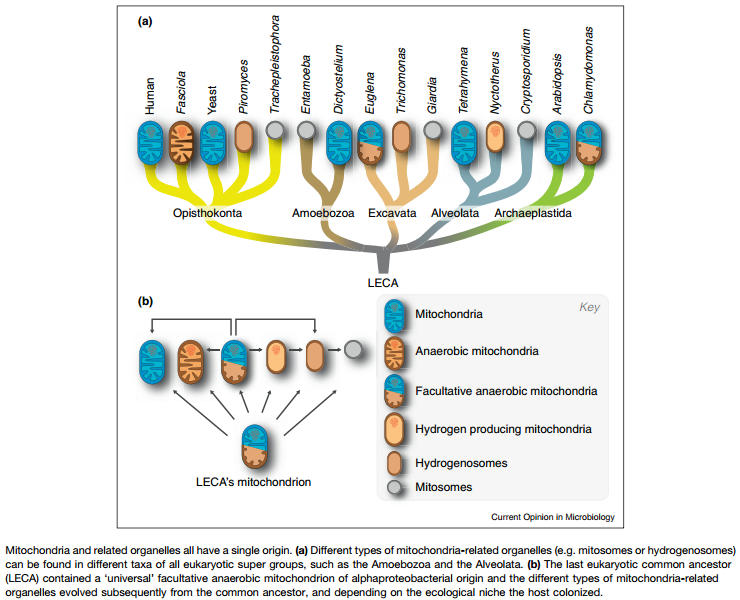 (a)
Human
Fasciola
Yeast
Piromyces
Trachepleistophora
Entamoeba
Dictyostelium
Euglena
Trichomonas
Giardia
Tetrahymena
Nyctotherus
Cryptosporidium
Arabidopsis
Chlamydomonas
Opisthokonta
Amoebozoa
Excavata
Alveolata
Archaeplastida
LECA
(b)
LECA's mitochondrion
Key
Mitochondria
Anaerobic mitochondria
Facultative anaerobic mitochondria
Hydrogen producing mitochondria
Hydrogenosomes
Mitosomes
Current Opinion in Microbiology
Mitochondria and related organelles all have a single origin. (a) Different types of mitochondria-related organelles (e.g. mitosomes or hydrogenosomes)
can be found in different taxa of all eukaryotic super groups, such as the Amoebozoa and the Alveolata. (b) The last eukaryotic common ancestor
(LECA) contained a ‘universal’ facultative anaerobic mitochondrion of alphaproteobacterial origin and the different types of mitochondria-related
organelles evolved subsequently from the common ancestor, and depending on the ecological niche the host colonized.